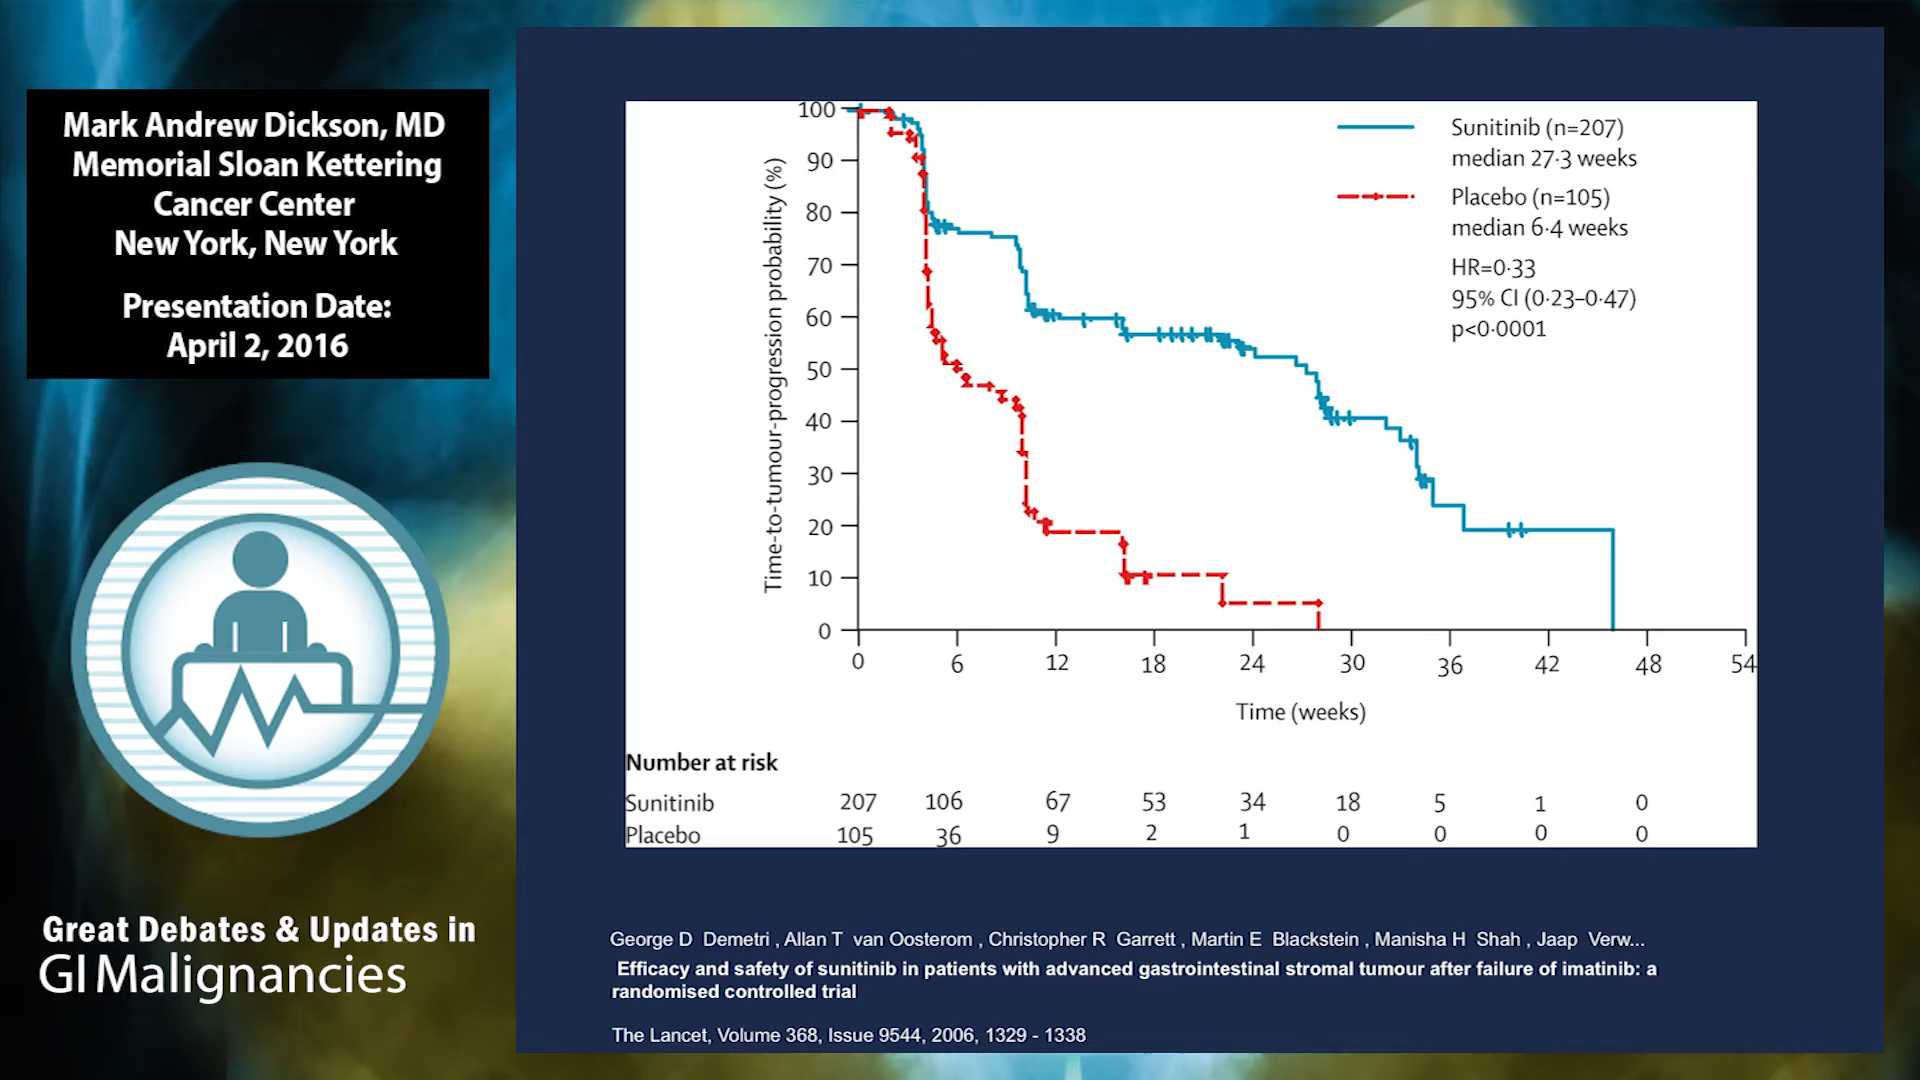 Mark Andrew Dickson, MD
Memorial Sloan Kettering
Cancer Center
New York, New York
Presentation Date:
April 2, 2016
Great Debates & Updates in
GI Malignancies
Time-to-tumour-progression probability (%)
100
90
80
70
60
50
40
30
20
10
0
Sunitinib (n=207)
median 27·3 weeks
Placebo (n=105)
median 6·4 weeks
HR=0·33
95% CI (0·23–0·47)
p<0·0001
0 6 12 18 24 30 36 42 48 54
Time (weeks)
Number at risk
Sunitinib 207 106 67 53 34 18 5 1 0
Placebo 105 36 9 2 1 0 0 0 0
George D Demetri , Allan T van Oosterom , Christopher R Garrett , Martin E Blackstein , Manisha H Shah , Jaap Verw...
Efficacy and safety of sunitinib in patients with advanced gastrointestinal stromal tumour after failure of imatinib: a
randomised controlled trial
The Lancet, Volume 368, Issue 9544, 2006, 1329 - 1338